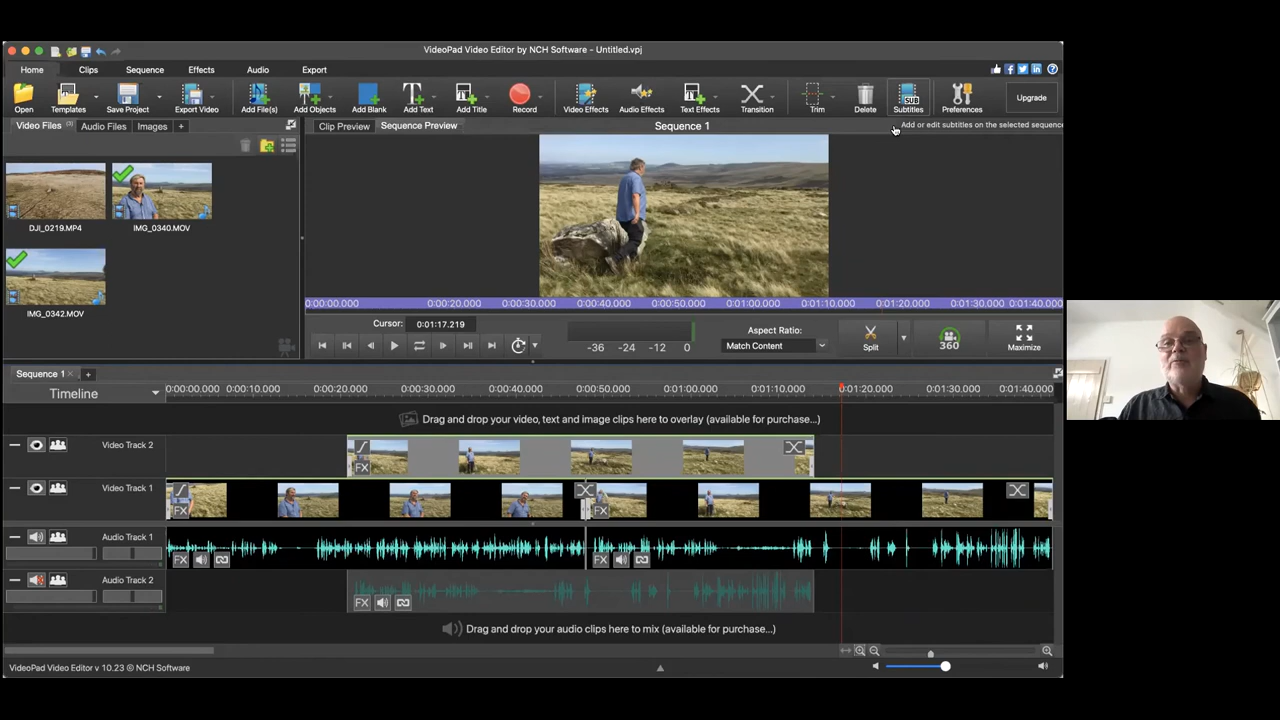 VideoPad Video Editor by NCH Software - Untitled.vpj
Home Clips Sequence Effects Audio Export
Open Templates Save Project Export Video Add File(s) Add Objects Add Blank Add Text Add Title Record Video Effects Audio Effects Text Effects Transition Trim Delete Subtitles Preferences Upgrade
SUB
Video Files (3) Audio Files Images + Clip Preview Sequence Preview Sequence 1 Add or edit subtitles on the selected sequenc
DJI_0219.MP4 IMG_0340.MOV
IMG_0342.MOV
0:00:00.000 0:00:20.000 0:00:30.000 0:00:40.000 0:00:50.000 0:01:00.000 0:01:10.000 0:01:20.000 0:01:30.000 0:01:40.000
Cursor: 0:01:17.219
-36 -24 -12 0
Aspect Ratio:
Match Content
Split 360 Maximize
Sequence 1 +
Timeline 0:00:00.000 0:00:10.000 0:00:20.000 0:00:30.000 0:00:40.000 0:00:50.000 0:01:00.000 0:01:10.000 0:01:20.000 0:01:30.000 0:01:40.000
Drag and drop your video, text and image clips here to overlay (available for purchase...)
Video Track 2
FX
Video Track 1
FX FX
Audio Track 1
FX FX
Audio Track 2
FX
Drag and drop your audio clips here to mix (available for purchase...)
VideoPad Video Editor v 10.23 © NCH Software